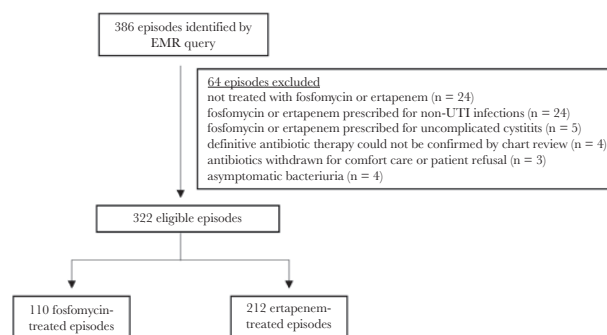 386 episodes identified by
EMR query
64 episodes excluded
not treated with fosfomycin or ertapenem (n = 24)
fosfomycin or ertapenem prescribed for non-UTI infections (n = 24)
fosfomycin or ertapenem prescribed for uncomplicated cystitis (n = 5)
definitive antibiotic therapy could not be confirmed by chart review (n = 4)
antibiotics withdrawn for comfort care or patient refusal (n = 3)
asymptomatic bacteriuria (n = 4)
322 eligible episodes
110 fosfomycin-
treated episodes
212 ertapenem-
treated episodes